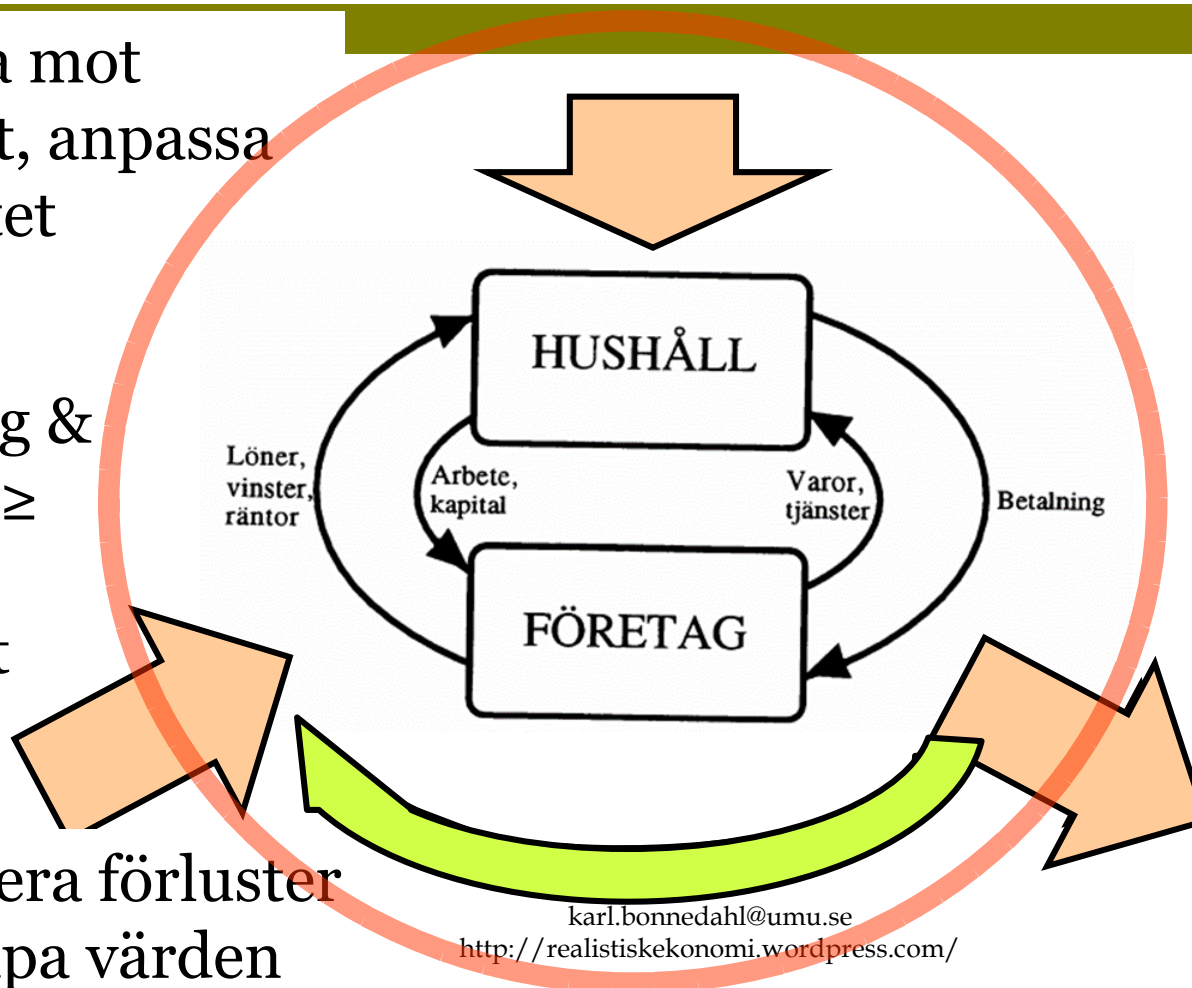 mot
t, anpassa
tet
g &
≥
t
HUSHÅLL
Löner,
vinster,
räntor
Arbete,
kapital
Varor,
tjänster
Betalning
FÖRETAG
era förluster
pa värden
karl.bonnedahl@umu.se
http://realistiskekonomi.wordpress.com/